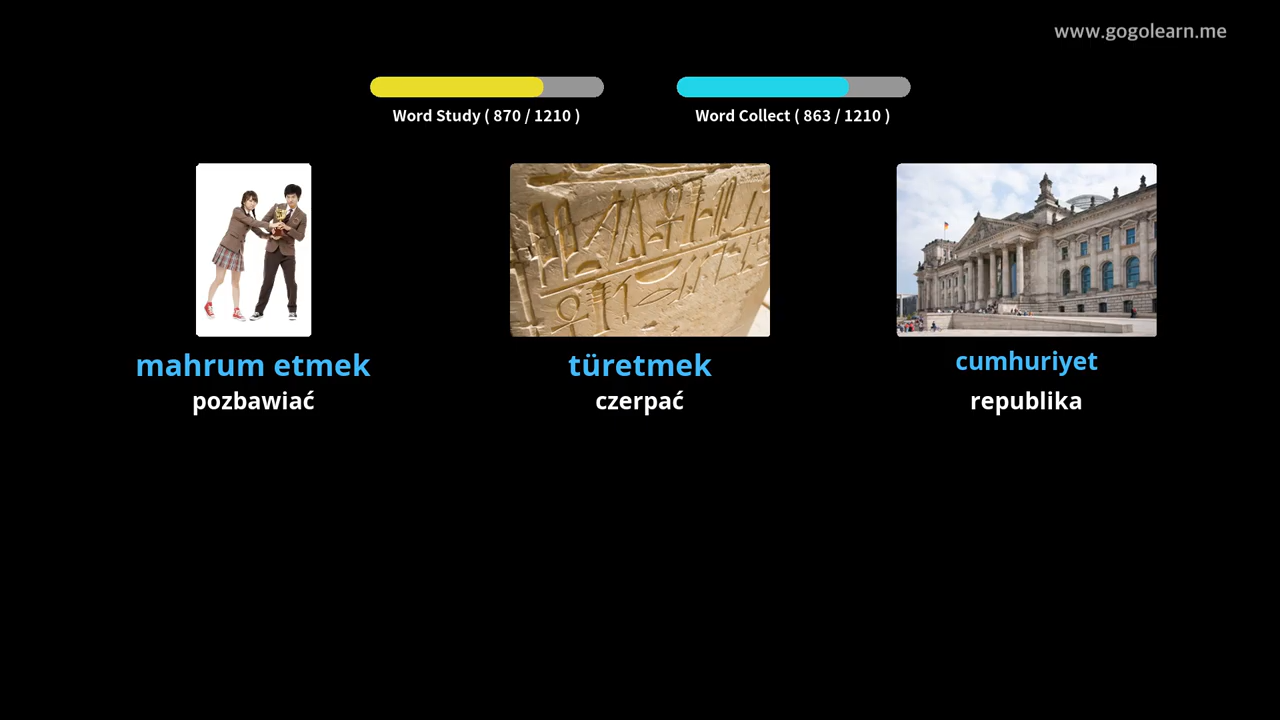 www.gogolearn.me
Word Study ( 870 / 1210 )
Word Collect ( 863 / 1210 )
mahrum etmek
pozbawiać
türetmek
czerpać
cumhuriyet
republika